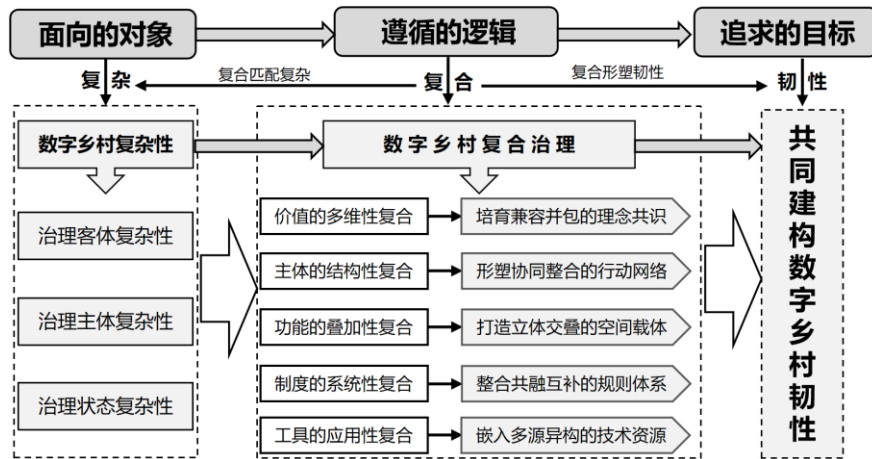 面向的对象
遵循的逻辑
追求的目标
复杂
复合匹配复杂
复合
复合形塑韧性
韧性
数字乡村复杂性
数字乡村复合治理
治理客体复杂性
治理主体复杂性
治理状态复杂性
价值的多维性复合
培育兼容并包的理念共识
主体的结构性复合
形塑协同整合的行动网络
功能的叠加性复合
打造立体交叠的空间载体
制度的系统性复合
整合共融互补的规则体系
工具的应用性复合
嵌入多源异构的技术资源
共同建构数字乡村韧性